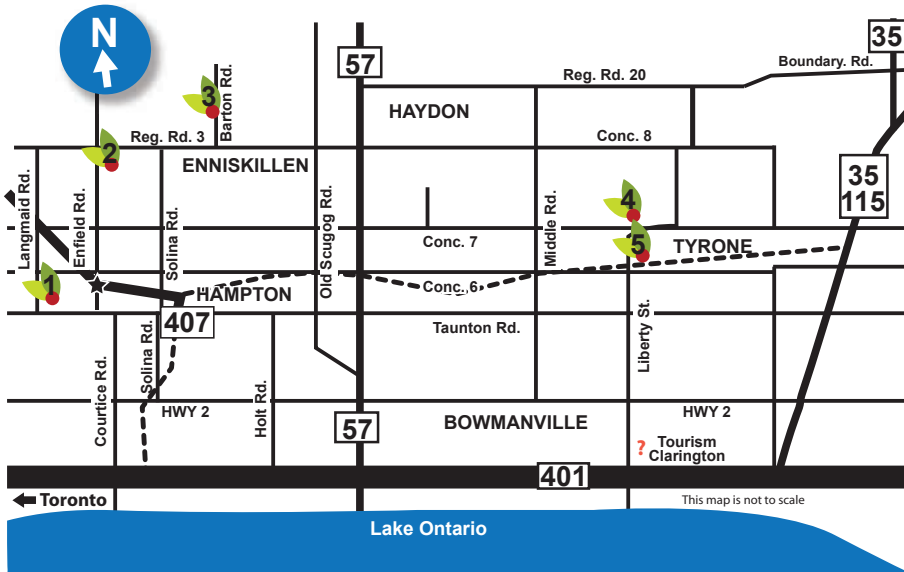 N
35
57
Boundary. Rd.
Reg. Rd. 20
3
Barton Rd.
HAYDON
Reg. Rd. 3
Conc. 8
2
ENNISKILLEN
35
115
Langmaid Rd.
Enfield Rd.
Solina Rd.
Old Scugog Rd.
Middle Rd.
4
Conc. 7
5
TYRONE
1
HAMPTON
Conc. 6
407
Taunton Rd.
Liberty St.
Solina Rd.
Courtice Rd.
Holt Rd.
HWY 2
57
BOWMANVILLE
HWY 2
? Tourism
Clarington
401
Toronto
This map is not to scale
Lake Ontario